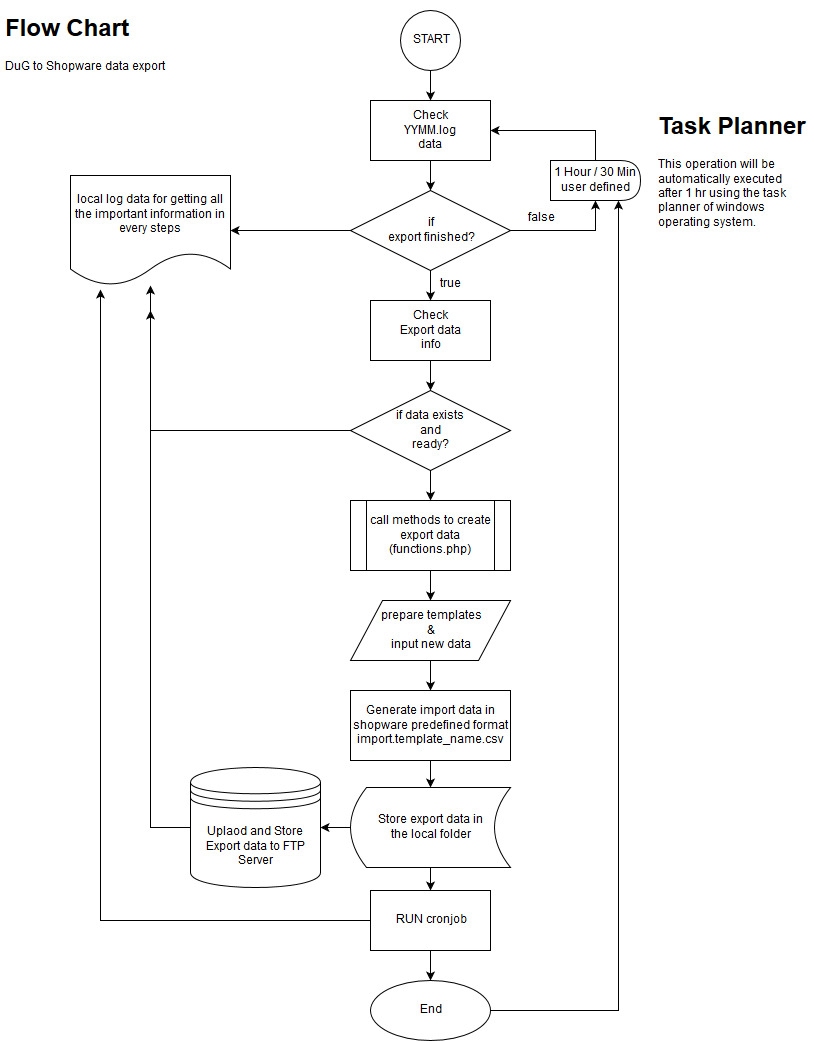 Flow Chart
DuG to Shopware data export
START
Check
YYMM.log
data
Task Planner
This operation will be
automatically executed
after 1 hr using the task
planner of windows
operating system.
1 Hour / 30 Min
user defined
local log data for getting all
the important information in
every steps
if
export finished?
false
true
Check
Export data
info
if data exists
and
ready?
call methods to create
export data
(functions.php)
prepare templates
&
input new data
Generate import data in
shopware predefined format
import.template_name.csv
Store export data in
the local folder
Uplaod and Store
Export data to FTP
Server
RUN cronjob
End